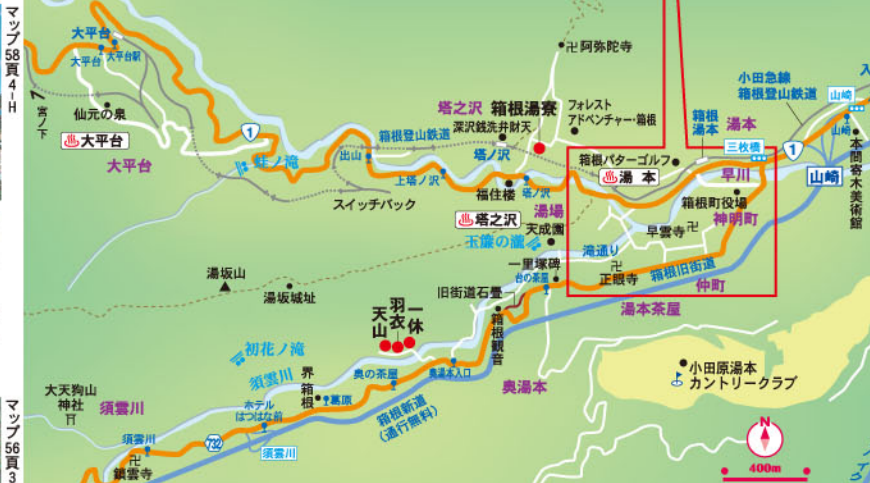 マップ58頁4-H
宮ノ下
大平台
大平台
大平台駅
仙元の泉
大平台
大平台
1
蛙ノ滝
出山
箱根登山鉄道
上塔ノ沢
スイッチバック
塔之沢
深沢銭洗弁財天
塔ノ沢
箱根湯寮
阿弥陀寺
フォレスト
アドベンチャー・箱根
福住楼
塔ノ沢
塔之沢
湯場
天成園
玉簾の瀧
一里塚碑
台の茶屋
旧街道石畳
箱根観音
箱根パターゴルフ
湯本
箱根
湯本
湯本
小田急線
箱根登山鉄道
三枚橋
1
山崎
山崎
入
山崎
本間寄木美術館
早川
箱根町役場
神明町
早雲寺
滝通り
正眼寺
箱根旧街道
仲町
湯本茶屋
湯坂山
湯坂城址
天山
羽衣
一休
初花ノ滝
須雲川
界
箱根
奥の茶屋
奥湯本入口
葛原
奥湯本
箱根新道
(通行無料)
大天狗山
神社
須雲川
ホテル
はつはな前
732
須雲川
須雲川
鎖雲寺
小田原湯本
カントリークラブ
N
400m
マップ56頁3